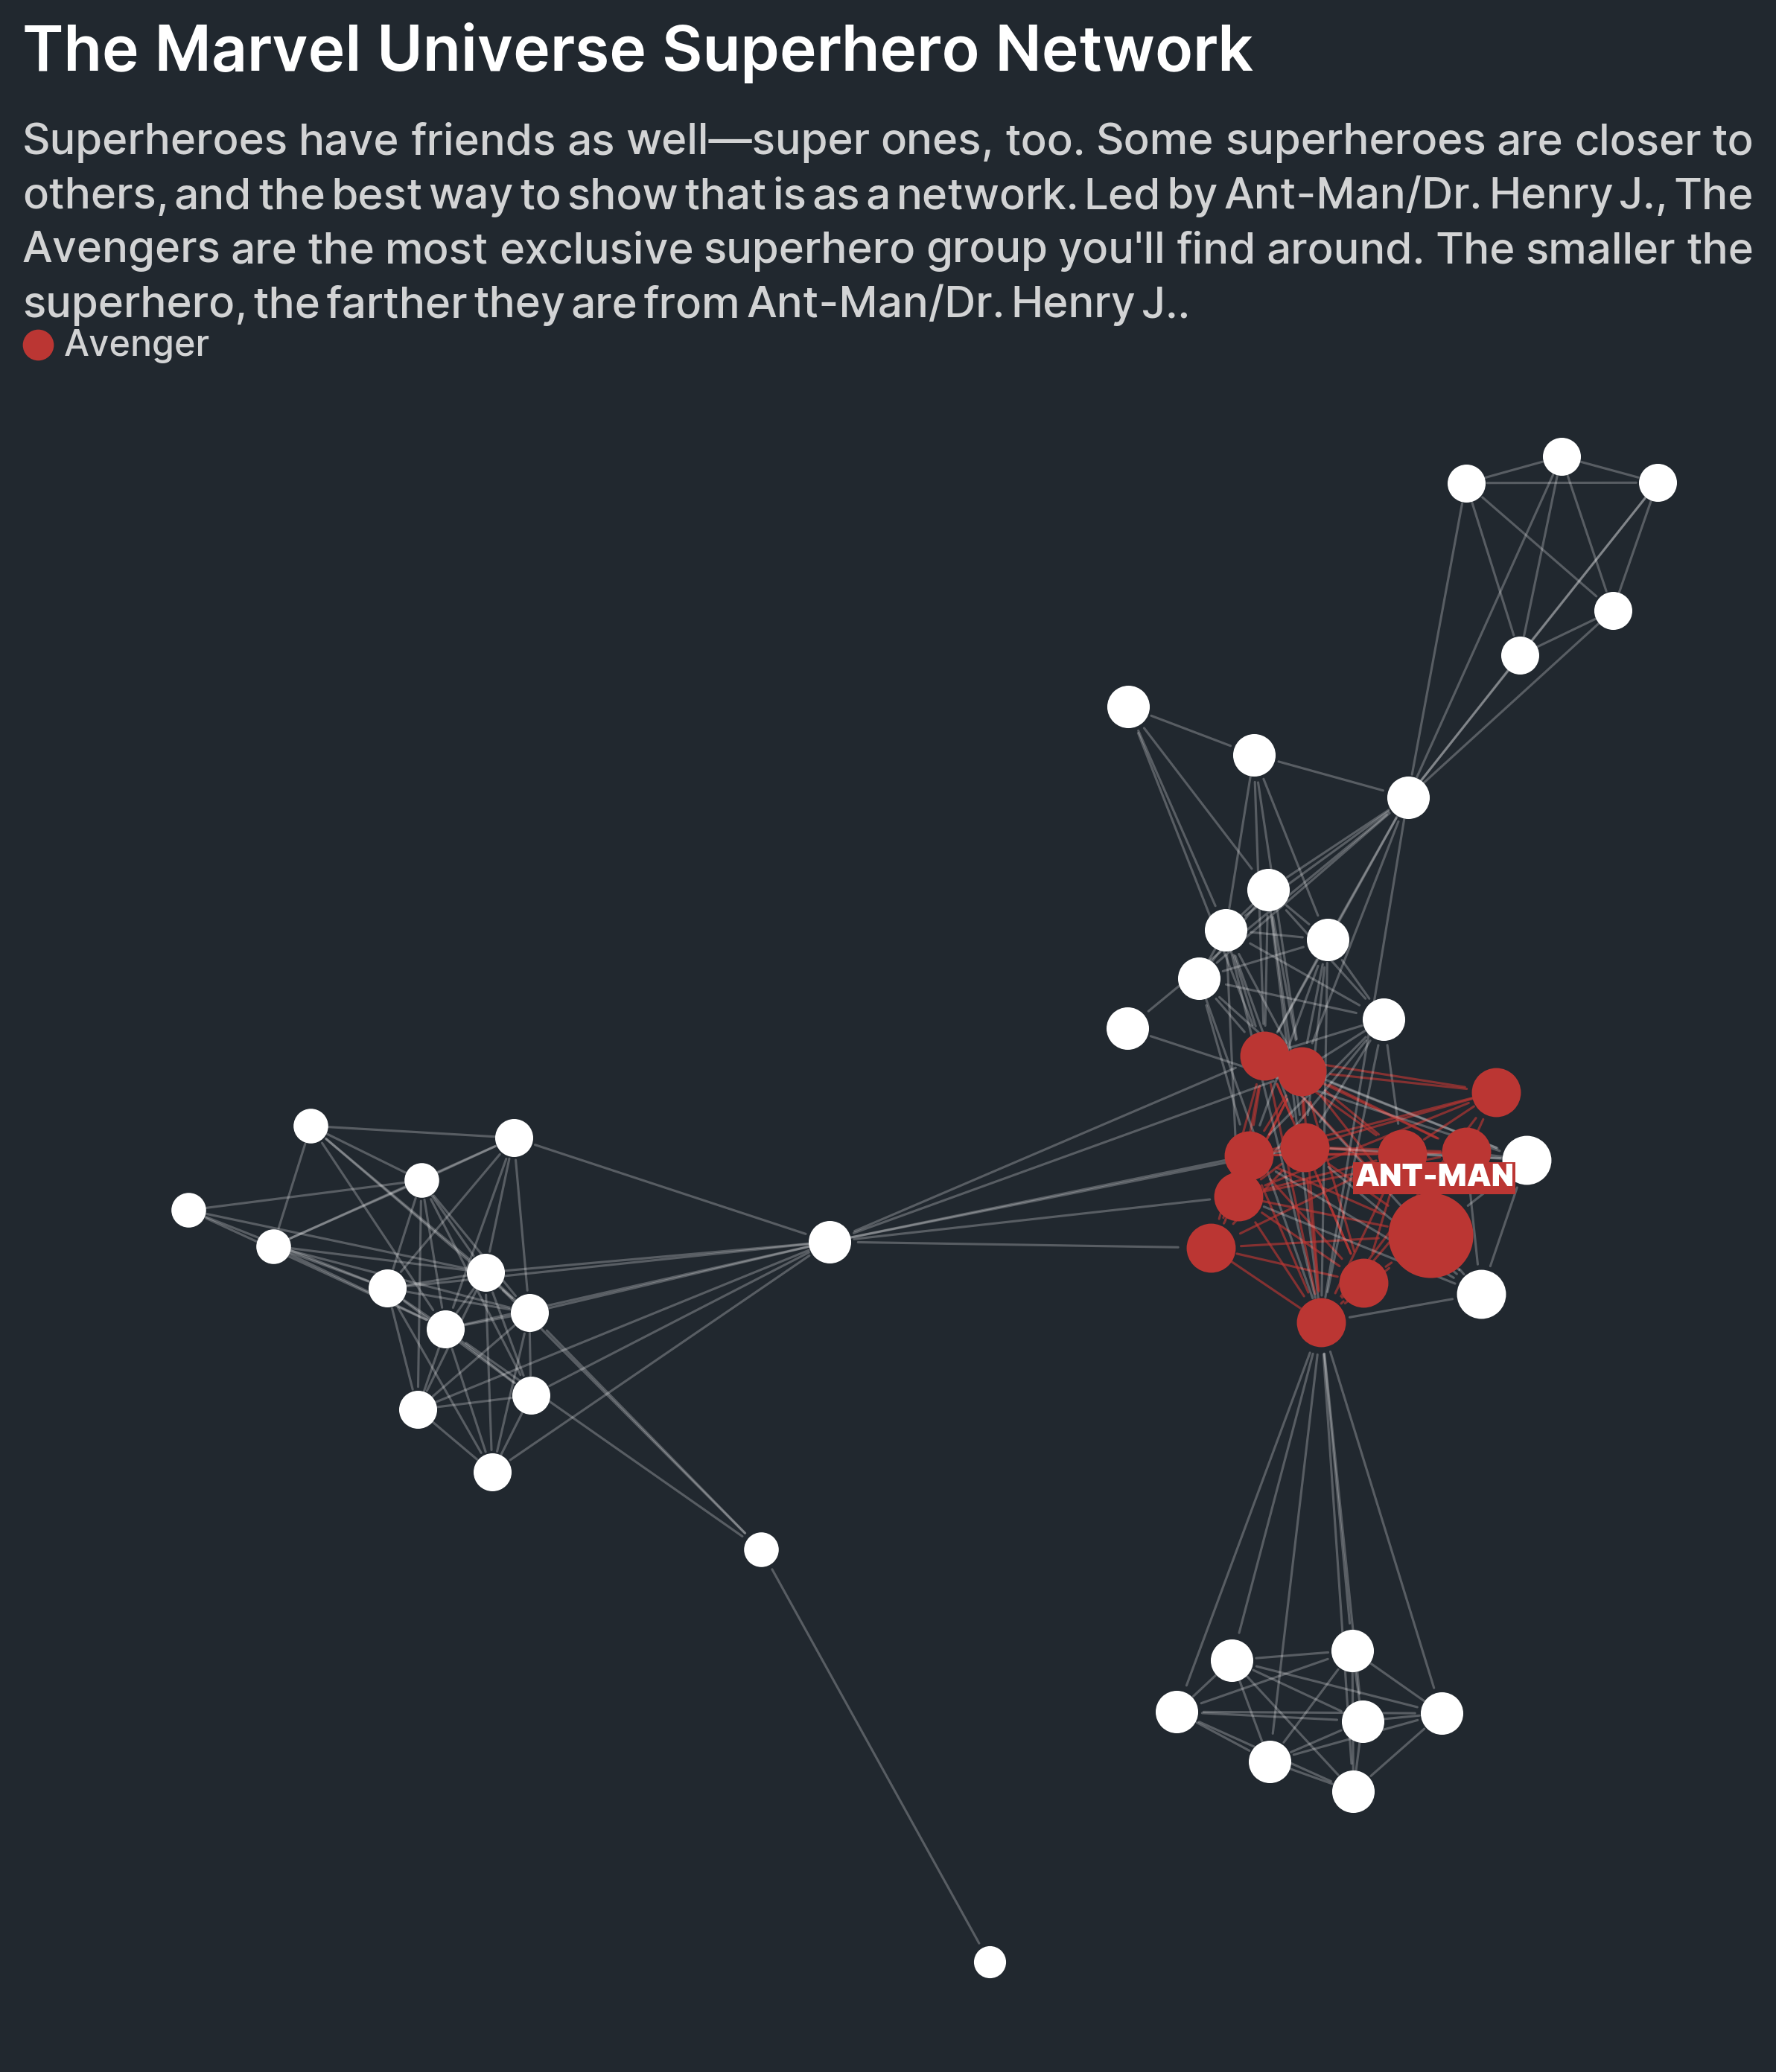 The Marvel Universe Superhero Network
Superheroes have friends as well—super ones, too. Some superheroes are closer to
others, and the best way to show that is as a network. Led by Ant-Man/Dr. Henry J., The
Avengers are the most exclusive superhero group you'll find around. The smaller the
superhero, the farther they are from Ant-Man/Dr. Henry J..
Avenger
ANT-MAN